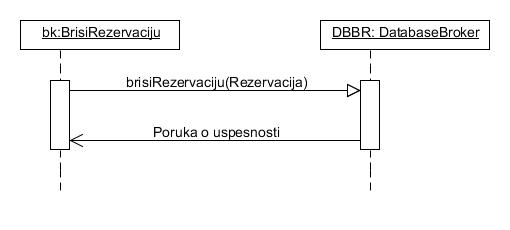 bk:BrisiRezervaciju
DBBR: DatabaseBroker
brisiRezervaciju(Rezervacija)
Poruka o uspesnosti